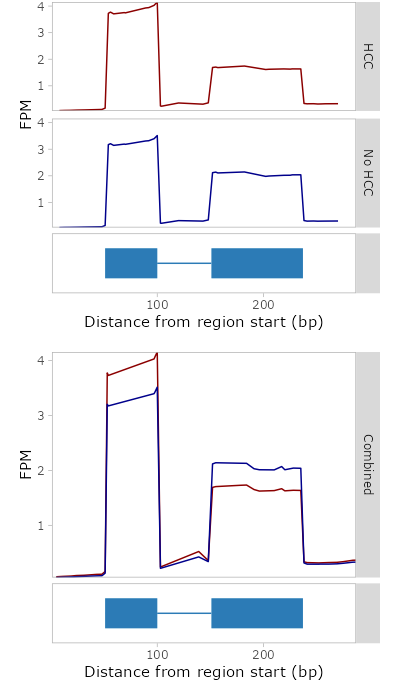 4
3
2
1
HCC
FPM
4
3
2
1
No HCC
100
200
Distance from region start (bp)
4
3
2
1
FPM
Combined
100
200
Distance from region start (bp)